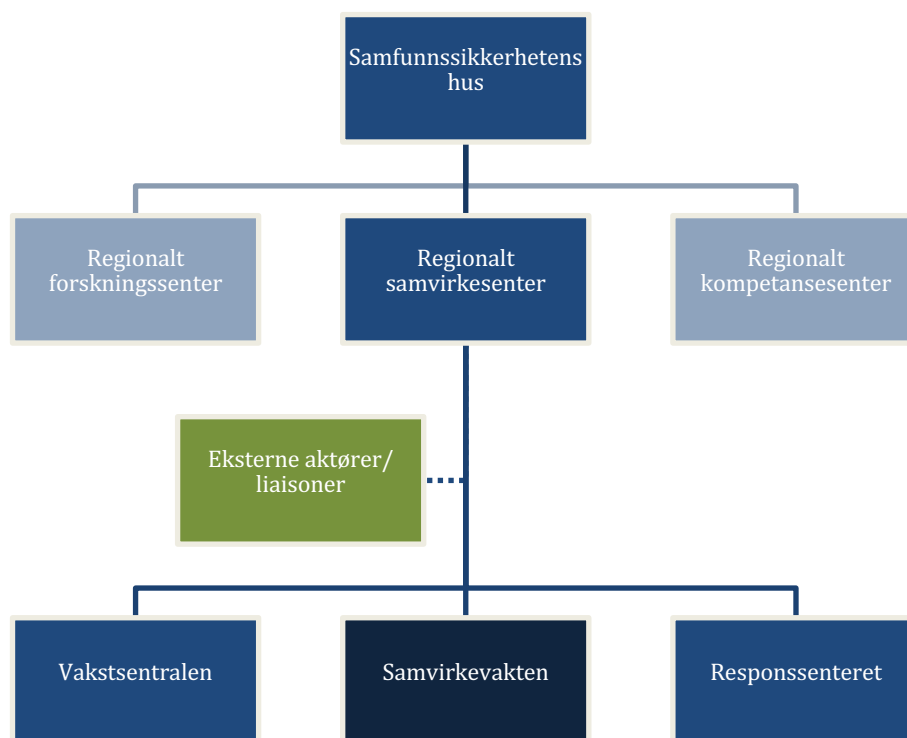 Samfunnssikkerhetens
hus
Regionalt
forskningssenter
Regionalt
samvirkesenter
Regionalt
kompetansesenter
Eksterne aktører/
liaisoner
Vakstsentralen
Samvirkevakten
Responssenteret